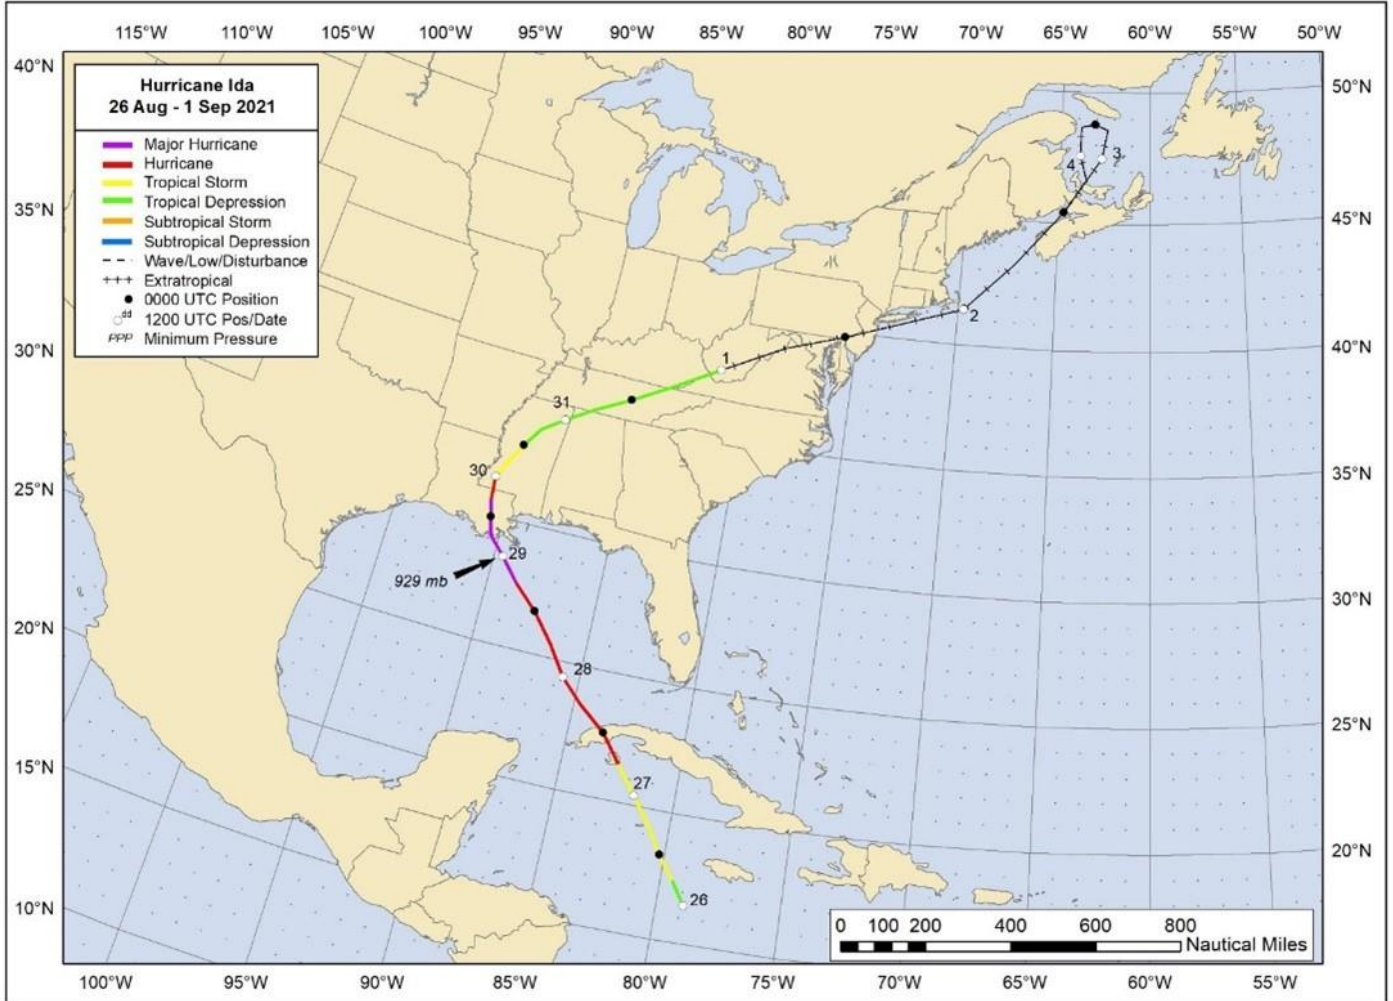 115°W 110°W 105°W 100°W 95°W 90°W 85°W 80°W 75°W 70°W 65°W 60°W 55°W 50°W
40°N
50°N
Hurricane Ida
26 Aug - 1 Sep 2021
Major Hurricane
Hurricane
Tropical Storm
Tropical Depression
Subtropical Storm
Subtropical Depression
Wave/Low/Disturbance
Extratropical
0000 UTC Position
dd 1200 UTC Pos/Date
PPP Minimum Pressure
3
4
35°N
45°N
2
30°N
40°N
1
31
30
25°N
35°N
29
929 mb
30°N
20°N
28
25°N
15°N
27
20°N
26
10°N
0 100 200 400 600 800
Nautical Miles
100°W 95°W 90°W 85°W 80°W 75°W 70°W 65°W 60°W 55°W